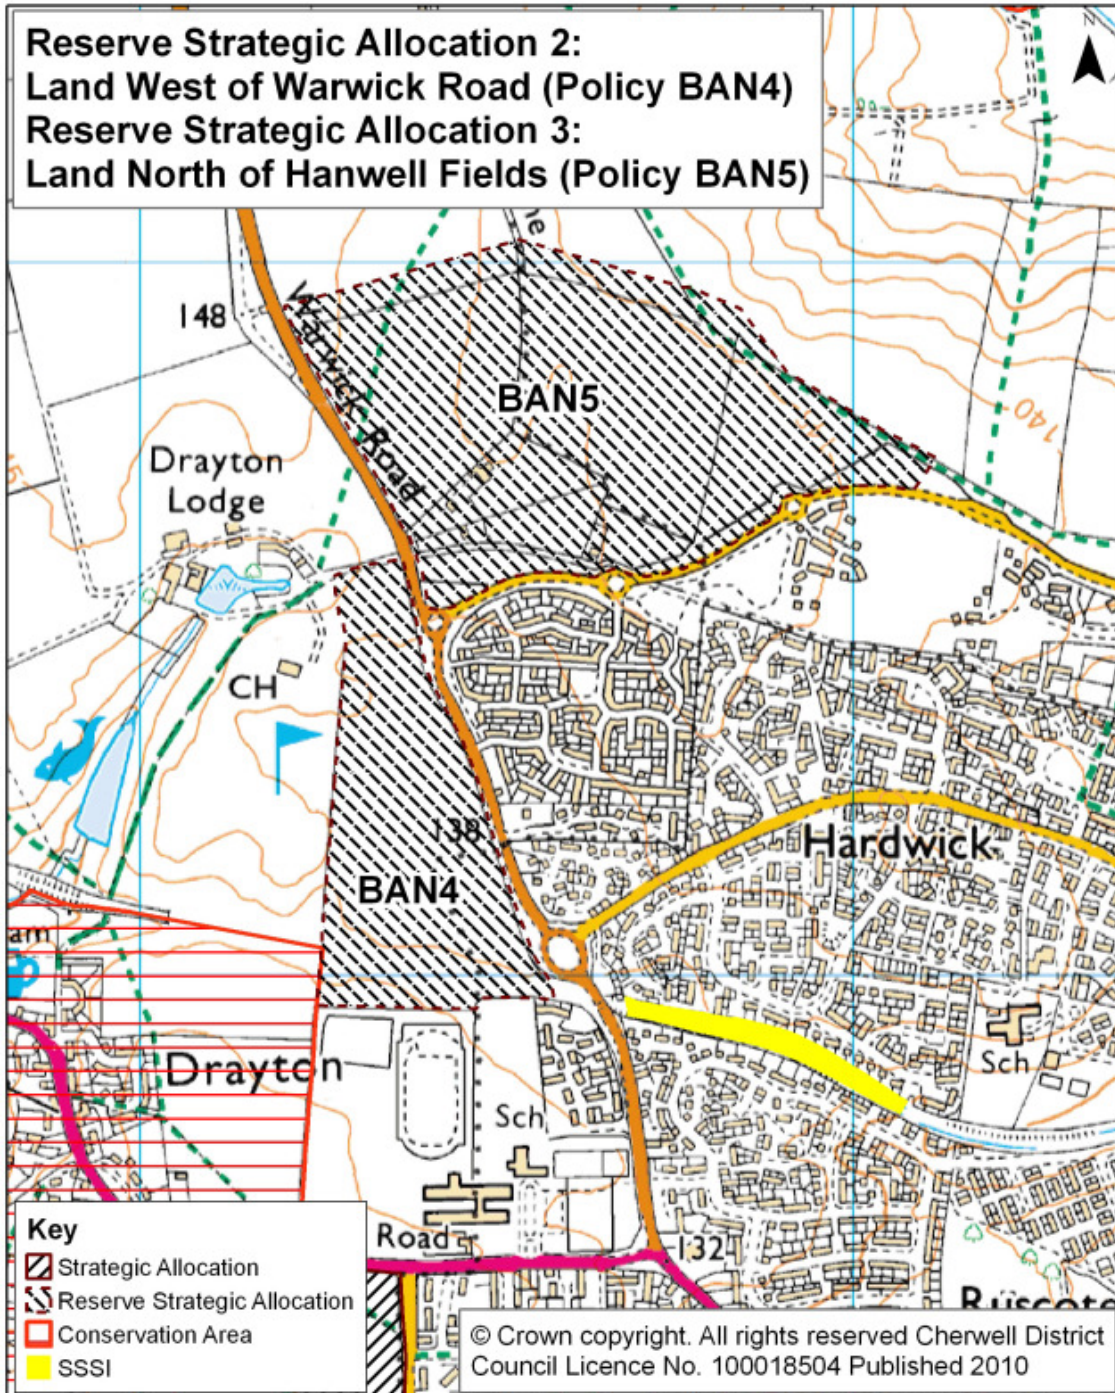 Reserve Strategic Allocation 2:
Land West of Warwick Road (Policy BAN4)
Reserve Strategic Allocation 3:
Land North of Hanwell Fields (Policy BAN5)
N
148
Warwick Road
BAN5
140
Drayton
Lodge
CH
138
Hardwick
BAN4
Drayton
Sch
Sch
Road
132
Key
Strategic Allocation
Reserve Strategic Allocation
Conservation Area
SSSI
© Crown copyright. All rights reserved Cherwell District
Council Licence No. 100018504 Published 2010